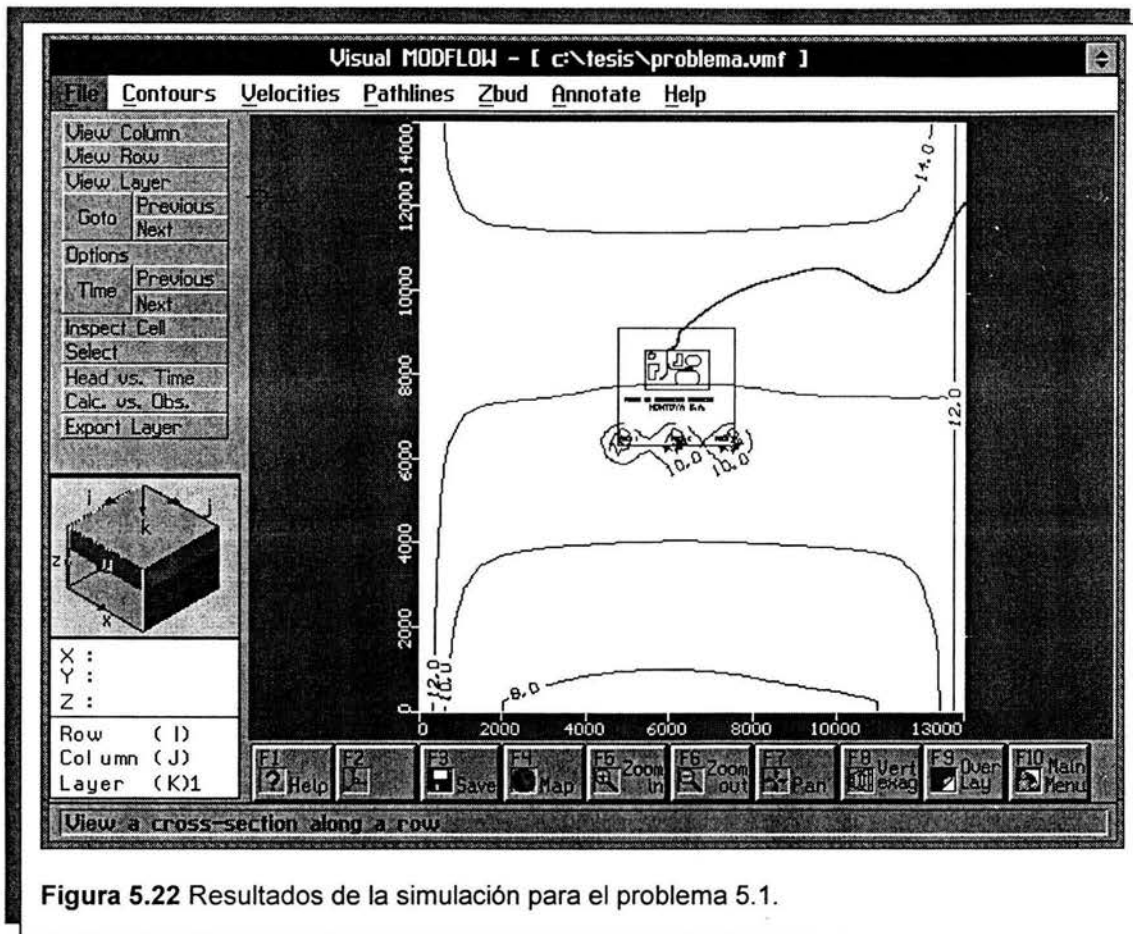 Visual MODFLOW - [ c:\tesis\problema.vmf ]
File Contours Velocities Pathlines Zbud Annotate Help
View Column
View Row
View Layer
Goto
Previous
Next
Options
Time
Previous
Next
Inspect Cell
Select
Head vs. Time
Calc. vs. Obs.
Export Layer
i
j
k
z
x
X :
Y :
Z :
Row (I)
Column (J)
Layer (K)1
14000
12000
10000
8000
6000
4000
2000
0
0 2000 4000 6000 8000 10000 13000
14.0
12.0
MONTOYA S.A.
10.0
10.0
12.0
10.0
8.0
F1 Help
F2
F3 Save
F4 Map
F5 Zoom in
F6 Zoom out
F7 Pan
F8 Vert exag
F9 Over Lay
F10 Main Menu
View a cross-section along a row
Figura 5.22 Resultados de la simulación para el problema 5.1.